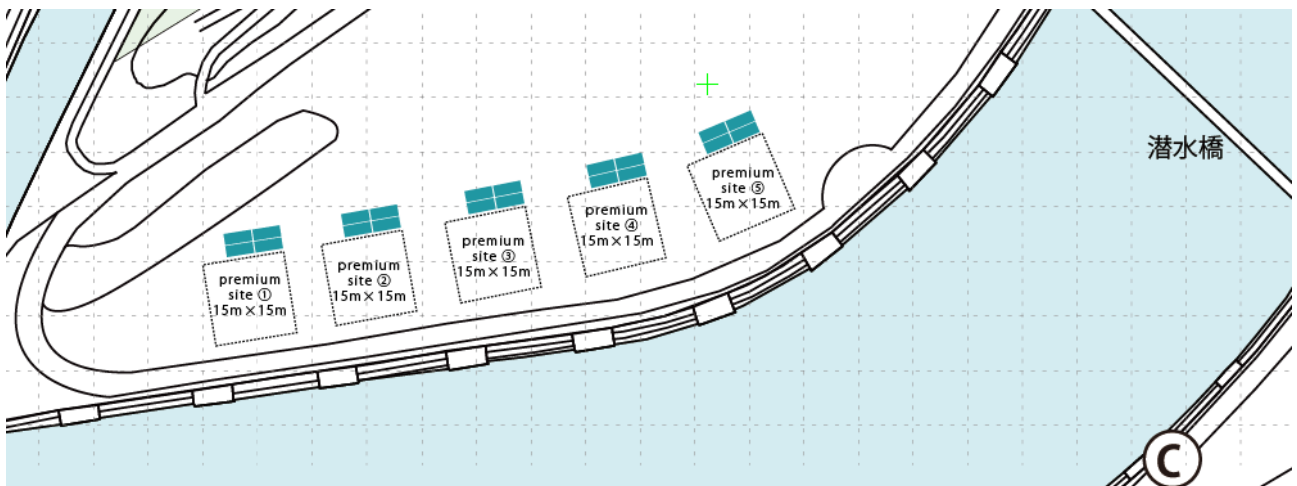 潜水橋
premium
site ⑤
15m×15m
premium
site ④
15m×15m
premium
site ③
15m×15m
premium
site ②
15m×15m
premium
site ①
15m×15m
C